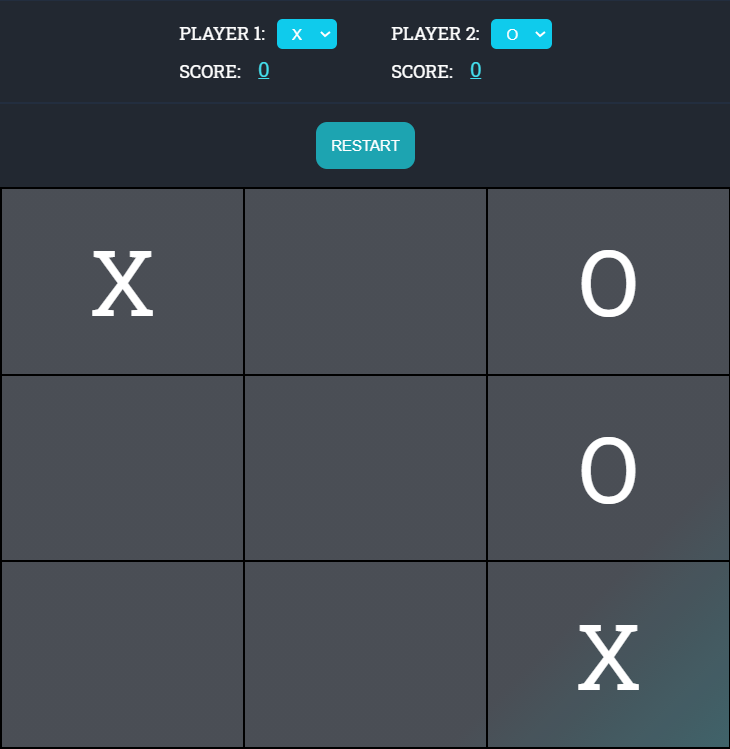 PLAYER 1: X PLAYER 2: O
SCORE: 0 SCORE: 0
RESTART
X O
O
X